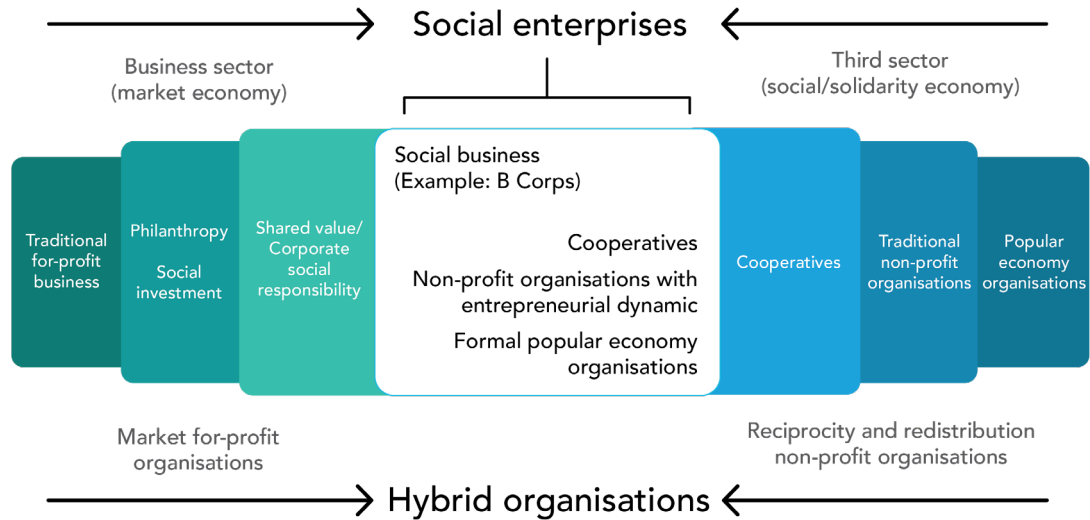 Social enterprises
Business sector
(market economy)
Third sector
(social/solidarity economy)
Traditional
for-profit
business
Philanthropy
Social
investment
Shared value/
Corporate
social
responsibility
Social business
(Example: B Corps)
Cooperatives
Non-profit organisations with
entrepreneurial dynamic
Formal popular economy
organisations
Cooperatives
Traditional
non-profit
organisations
Popular
economy
organisations
Market for-profit
organisations
Reciprocity and redistribution
non-profit organisations
Hybrid organisations